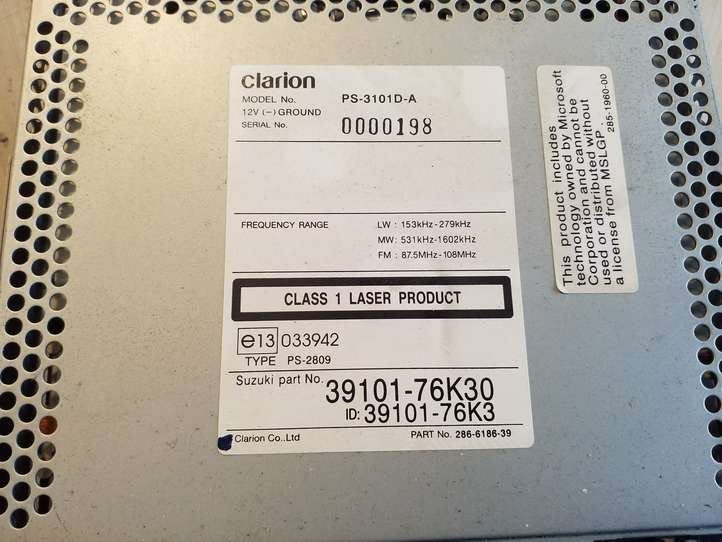 clarion
MODEL No. PS-3101D-A
12V (−) GROUND
SERIAL No. 0000198
FREQUENCY RANGE LW : 153kHz-279kHz
MW: 531kHz-1602kHz
FM : 87.5MHz-108MHz
CLASS 1 LASER PRODUCT
e13 033942
TYPE PS-2809
Suzuki part No. 39101-76K30
ID: 39101-76K3
Clarion Co.,Ltd PART No. 286-6186-39
This product includes
technology owned by Microsoft
Corporation and cannot be
used or distributed without
a license from MSLGP.
285-1960-00